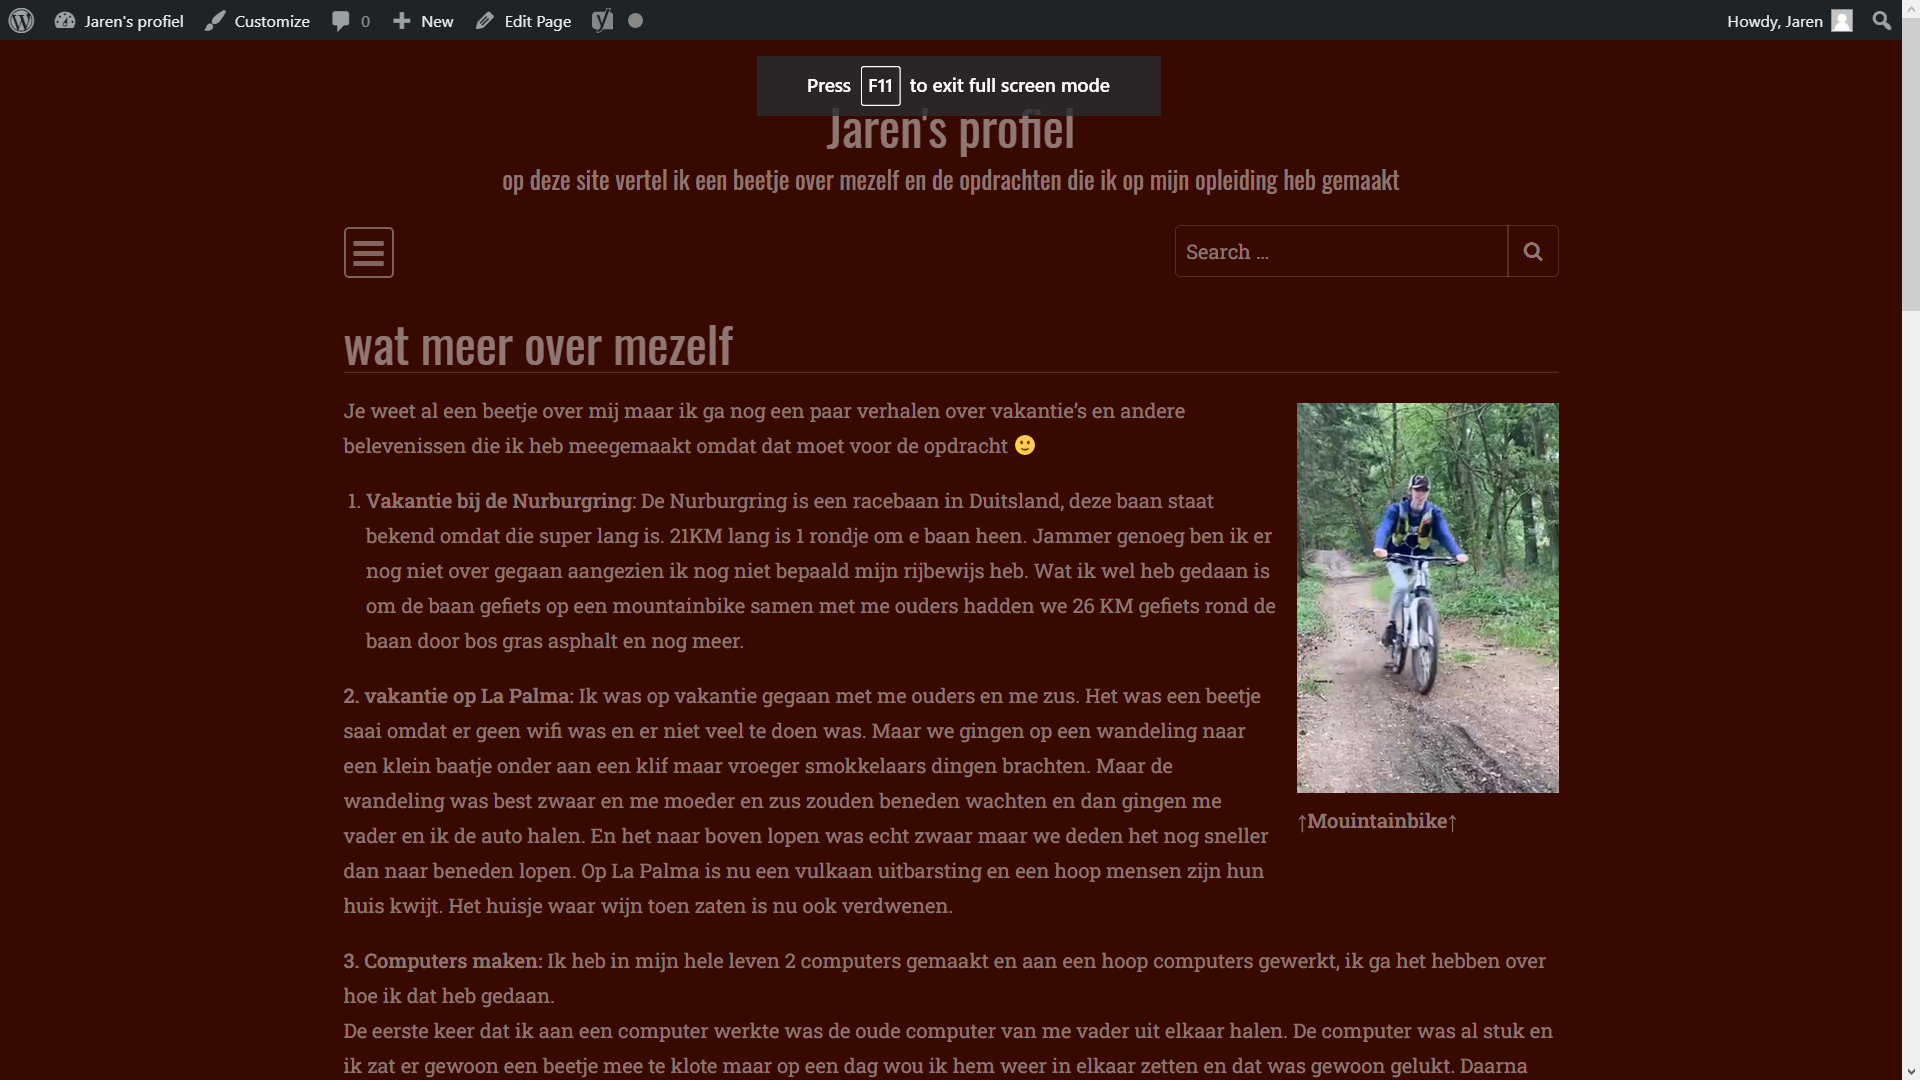 Jaren's profiel Customize 0 New Edit Page Howdy, Jaren
Press F11 to exit full screen mode
Jaren's profiel
op deze site vertel ik een beetje over mezelf en de opdrachten die ik op mijn opleiding heb gemaakt
Search …
wat meer over mezelf
Je weet al een beetje over mij maar ik ga nog een paar verhalen over vakantie’s en andere
belevenissen die ik heb meegemaakt omdat dat moet voor de opdracht 🙂
1. Vakantie bij de Nurburgring: De Nurburgring is een racebaan in Duitsland, deze baan staat
bekend omdat die super lang is. 21KM lang is 1 rondje om e baan heen. Jammer genoeg ben ik er
nog niet over gegaan aangezien ik nog niet bepaald mijn rijbewijs heb. Wat ik wel heb gedaan is
om de baan gefiets op een mountainbike samen met me ouders hadden we 26 KM gefiets rond de
baan door bos gras asphalt en nog meer.
2. vakantie op La Palma: Ik was op vakantie gegaan met me ouders en me zus. Het was een beetje
saai omdat er geen wifi was en er niet veel te doen was. Maar we gingen op een wandeling naar
een klein baatje onder aan een klif maar vroeger smokkelaars dingen brachten. Maar de
wandeling was best zwaar en me moeder en zus zouden beneden wachten en dan gingen me
vader en ik de auto halen. En het naar boven lopen was echt zwaar maar we deden het nog sneller
dan naar beneden lopen. Op La Palma is nu een vulkaan uitbarsting en een hoop mensen zijn hun
huis kwijt. Het huisje waar wijn toen zaten is nu ook verdwenen.
↑Mouintainbike↑
3. Computers maken: Ik heb in mijn hele leven 2 computers gemaakt en aan een hoop computers gewerkt, ik ga het hebben over
hoe ik dat heb gedaan.
De eerste keer dat ik aan een computer werkte was de oude computer van me vader uit elkaar halen. De computer was al stuk en
ik zat er gewoon een beetje mee te klote maar op een dag wou ik hem weer in elkaar zetten en dat was gewoon gelukt. Daarna